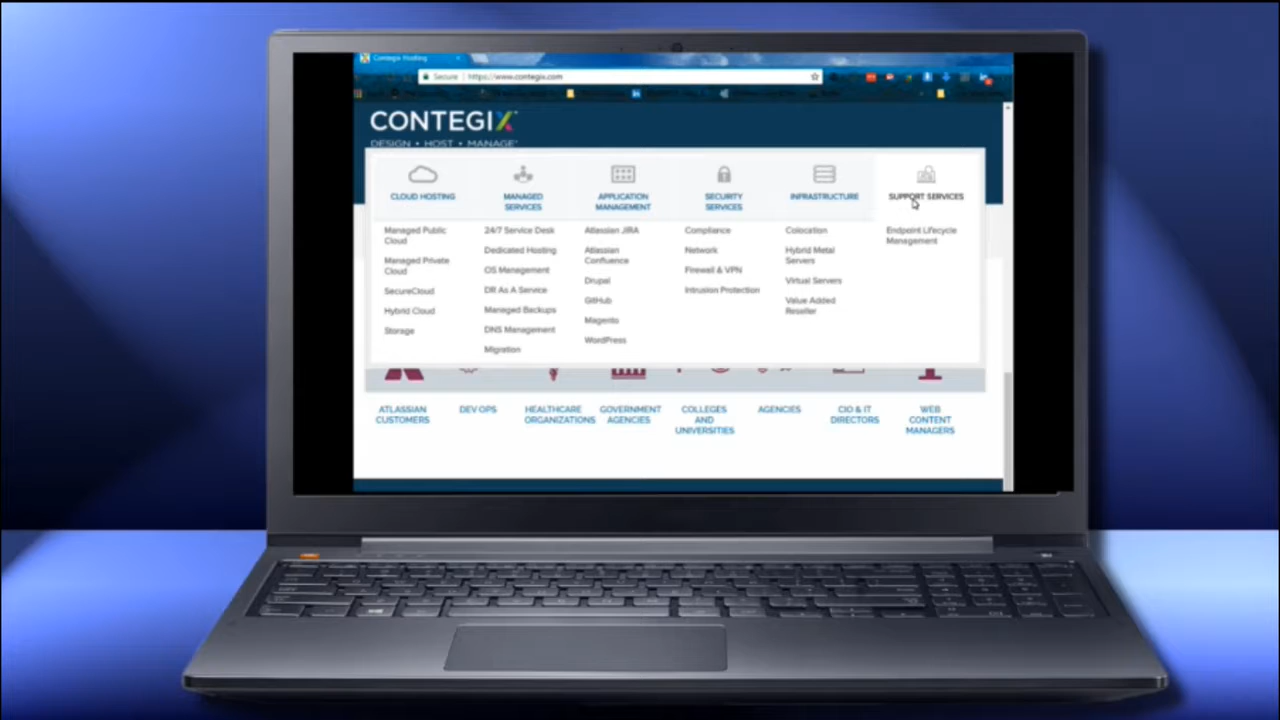 Contegix Hosting
Secure https://www.contegix.com
CONTEGIX
DESIGN • HOST • MANAGE
CLOUD HOSTING
MANAGED
SERVICES
APPLICATION
MANAGEMENT
SECURITY
SERVICES
INFRASTRUCTURE
SUPPORT SERVICES
Managed Public
Cloud
Managed Private
Cloud
SecureCloud
Hybrid Cloud
Storage
24/7 Service Desk
Dedicated Hosting
OS Management
DR As A Service
Managed Backups
DNS Management
Migration
Atlassian JIRA
Atlassian
Confluence
Drupal
GitHub
Magento
WordPress
Compliance
Network
Firewall & VPN
Intrusion Protection
Colocation
Hybrid Metal
Servers
Virtual Servers
Value Added
Reseller
Endpoint Lifecycle
Management
ATLASSIAN
CUSTOMERS
DEV OPS
HEALTHCARE
ORGANIZATIONS
GOVERNMENT
AGENCIES
COLLEGES
AND
UNIVERSITIES
AGENCIES
CIO & IT
DIRECTORS
WEB
CONTENT
MANAGERS